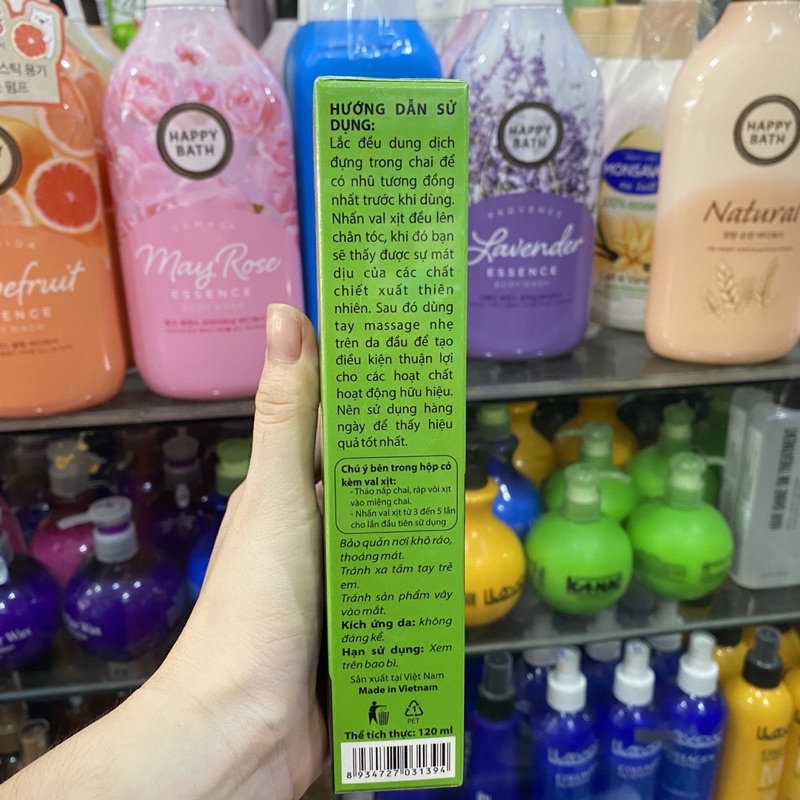 HƯỚNG DẪN SỬ
DỤNG:
Lắc đều dung dịch
đựng trong chai để
có nhũ tương đồng
nhất trước khi dùng.
Nhấn val xịt đều lên
chân tóc, khi đó bạn
sẽ thấy được sự mát
dịu của các chất
chiết xuất thiên
nhiên. Sau đó dùng
tay massage nhẹ
trên da đầu để tạo
điều kiện thuận lợi
cho các hoạt chất
hoạt động hữu hiệu.
Nên sử dụng hàng
ngày để thấy hiệu
quả tốt nhất.
Chú ý bên trong hộp có
kèm val xịt:
- Tháo nắp chai, ráp vòi xịt
vào miệng chai.
- Nhấn val xịt từ 3 đến 5 lần
cho lần đầu tiên sử dụng
Bảo quản nơi khô ráo,
thoáng mát.
Tránh xa tầm tay trẻ
em.
Tránh sản phẩm vây
vào mắt.
Kích ứng da: không
đáng kể.
Hạn sử dụng: Xem
trên bao bì.
Sản xuất tại Việt Nam
Made in Vietnam
PET
Thể tích thực: 120 ml
8 934727 031394
HAPPY
BATH
May Rose
ESSENCE
HAPPY
BATH
PROVENCE
Lavender
ESSENCE
BODY WASH
HAPPY
BATH
Natural
MONSAVON
100%
efruit
ENCE